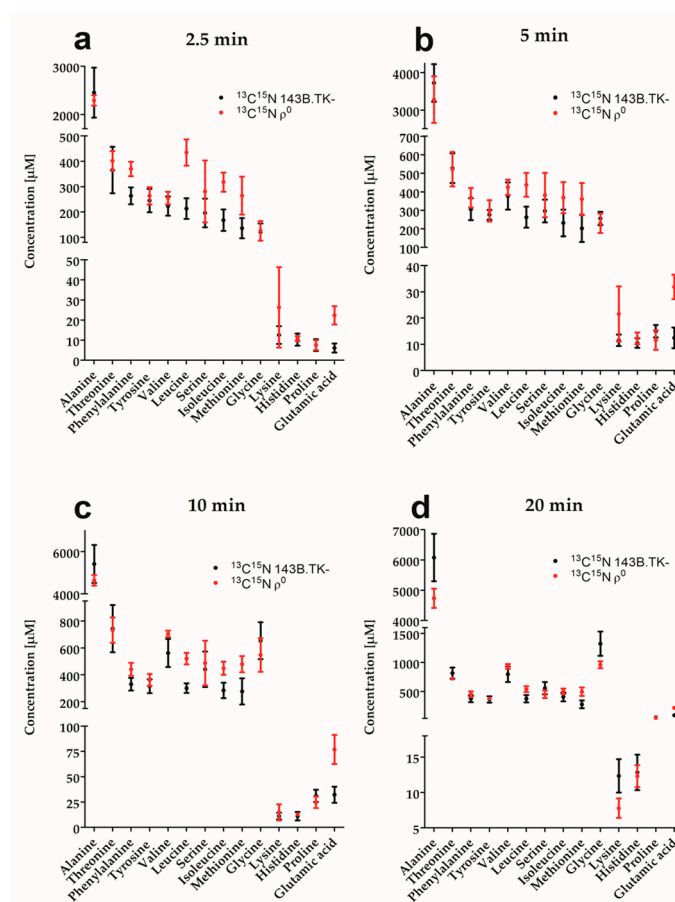 a 2.5 min
3000
2000
500
400
300
200
100
40
30
20
10
0
Concentration [µM]
¹³C¹⁵N 143B.TK-
¹³C¹⁵N ρ⁰
Alanine
Threonine
Phenylalanine
Tyrosine
Valine
Leucine
Serine
Isoleucine
Methionine
Glycine
Lysine
Histidine
Proline
Glutamic acid
b 5 min
4000
3000
700
600
500
400
300
200
100
40
30
20
10
0
Concentration [µM]
¹³C¹⁵N 143B.TK-
¹³C¹⁵N ρ⁰
Alanine
Threonine
Phenylalanine
Tyrosine
Valine
Leucine
Serine
Isoleucine
Methionine
Glycine
Lysine
Histidine
Proline
Glutamic acid
c 10 min
6000
4000
800
600
400
200
100
75
50
25
0
Concentration [µM]
¹³C¹⁵N 143B.TK-
¹³C¹⁵N ρ⁰
Alanine
Threonine
Phenylalanine
Tyrosine
Valine
Leucine
Serine
Isoleucine
Methionine
Glycine
Lysine
Histidine
Proline
Glutamic acid
d 20 min
7000
6000
5000
4000
1500
1000
500
15
10
5
Concentration [µM]
¹³C¹⁵N 143B.TK-
¹³C¹⁵N ρ⁰
Alanine
Threonine
Phenylalanine
Tyrosine
Valine
Leucine
Serine
Isoleucine
Methionine
Glycine
Lysine
Histidine
Proline
Glutamic acid